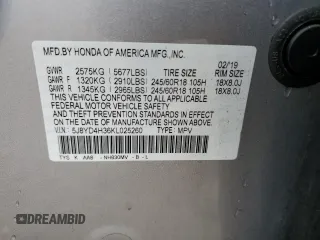 MFD.BY HONDA OF AMERICA MFG.,INC.
02/19
GVWR 2575KG (5677LBS) TIRE SIZE RIM SIZE
GAWR F 1320KG (2910LBS) 245/60R18 105H 18X8.0J
GAWR R 1345KG (2965LBS) 245/60R18 105H 18X8.0J
THIS VEHICLE CONFORMS TO ALL APPLICABLE
FEDERAL MOTOR VEHICLE SAFETY, BUMPER,
AND THEFT PREVENTION STANDARDS IN EFFECT
ON THE DATE OF MANUFACTURE SHOWN ABOVE.
5J8YD4H36KL025260 TYPE: MPV
NH830MV - B - L
DREAMBID